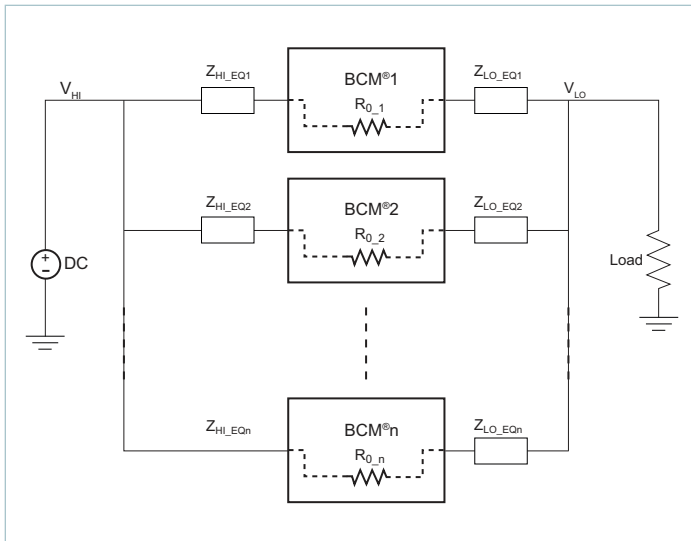 Z_HI_EQ1
BCM®1
Z_LO_EQ1
V_HI
R_0_1
V_LO
Z_HI_EQ2
BCM®2
Z_LO_EQ2
R_0_2
+
DC
-
Load
Z_HI_EQn
BCM®n
Z_LO_EQn
R_0_n